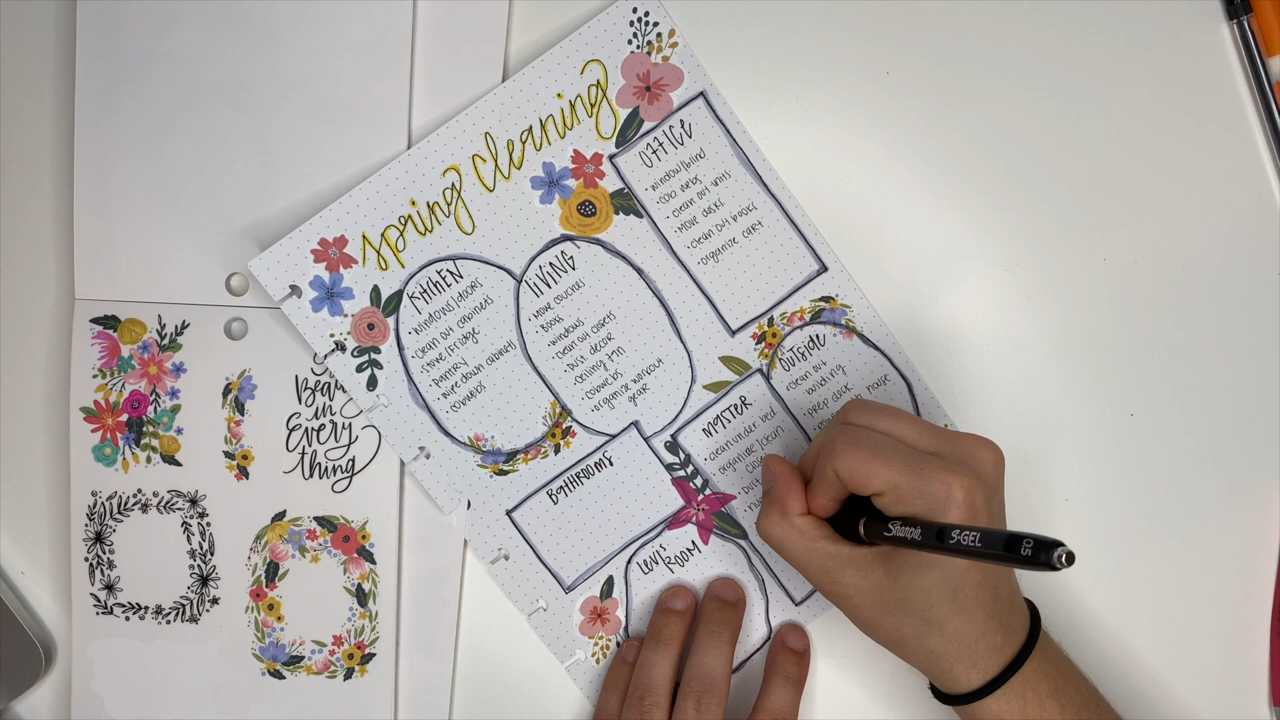 Spring Cleaning
OFFICE
• window/blind
• cob webs
• clean out units
• Move desks
• clean out books
• organize cart
KITCHEN
• windows/doors
• clean out cabinets
• stove/fridge
• pantry
• wipe down cabinets
• cobwebs
LIVING
• Move couches
• Books
• windows
• clean out closets
• Dust decor
• ceiling fan
• cobwebs
• organize workout
gear
OUTSIDE
• clean out
building
• prep deck
house
MASTER
• clean under bed
• organize/clean
• Dust
BATHROOMS
LEVI'S
ROOM
Beauty
in
Every
thing
Sharpie S·GEL 0.5